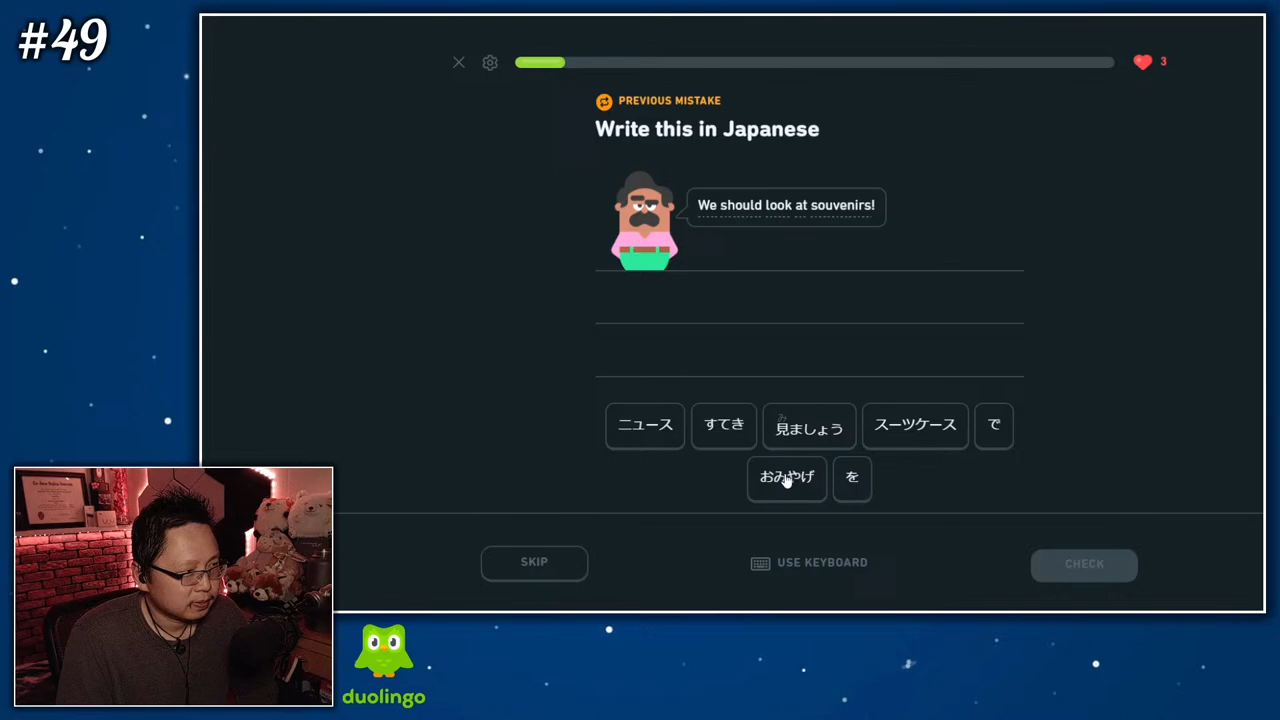 #49
3
PREVIOUS MISTAKE
Write this in Japanese
We should look at souvenirs!
ニュース すてき 見ましょう スーツケース で
み
おみやげ を
SKIP
USE KEYBOARD
CHECK
duolingo